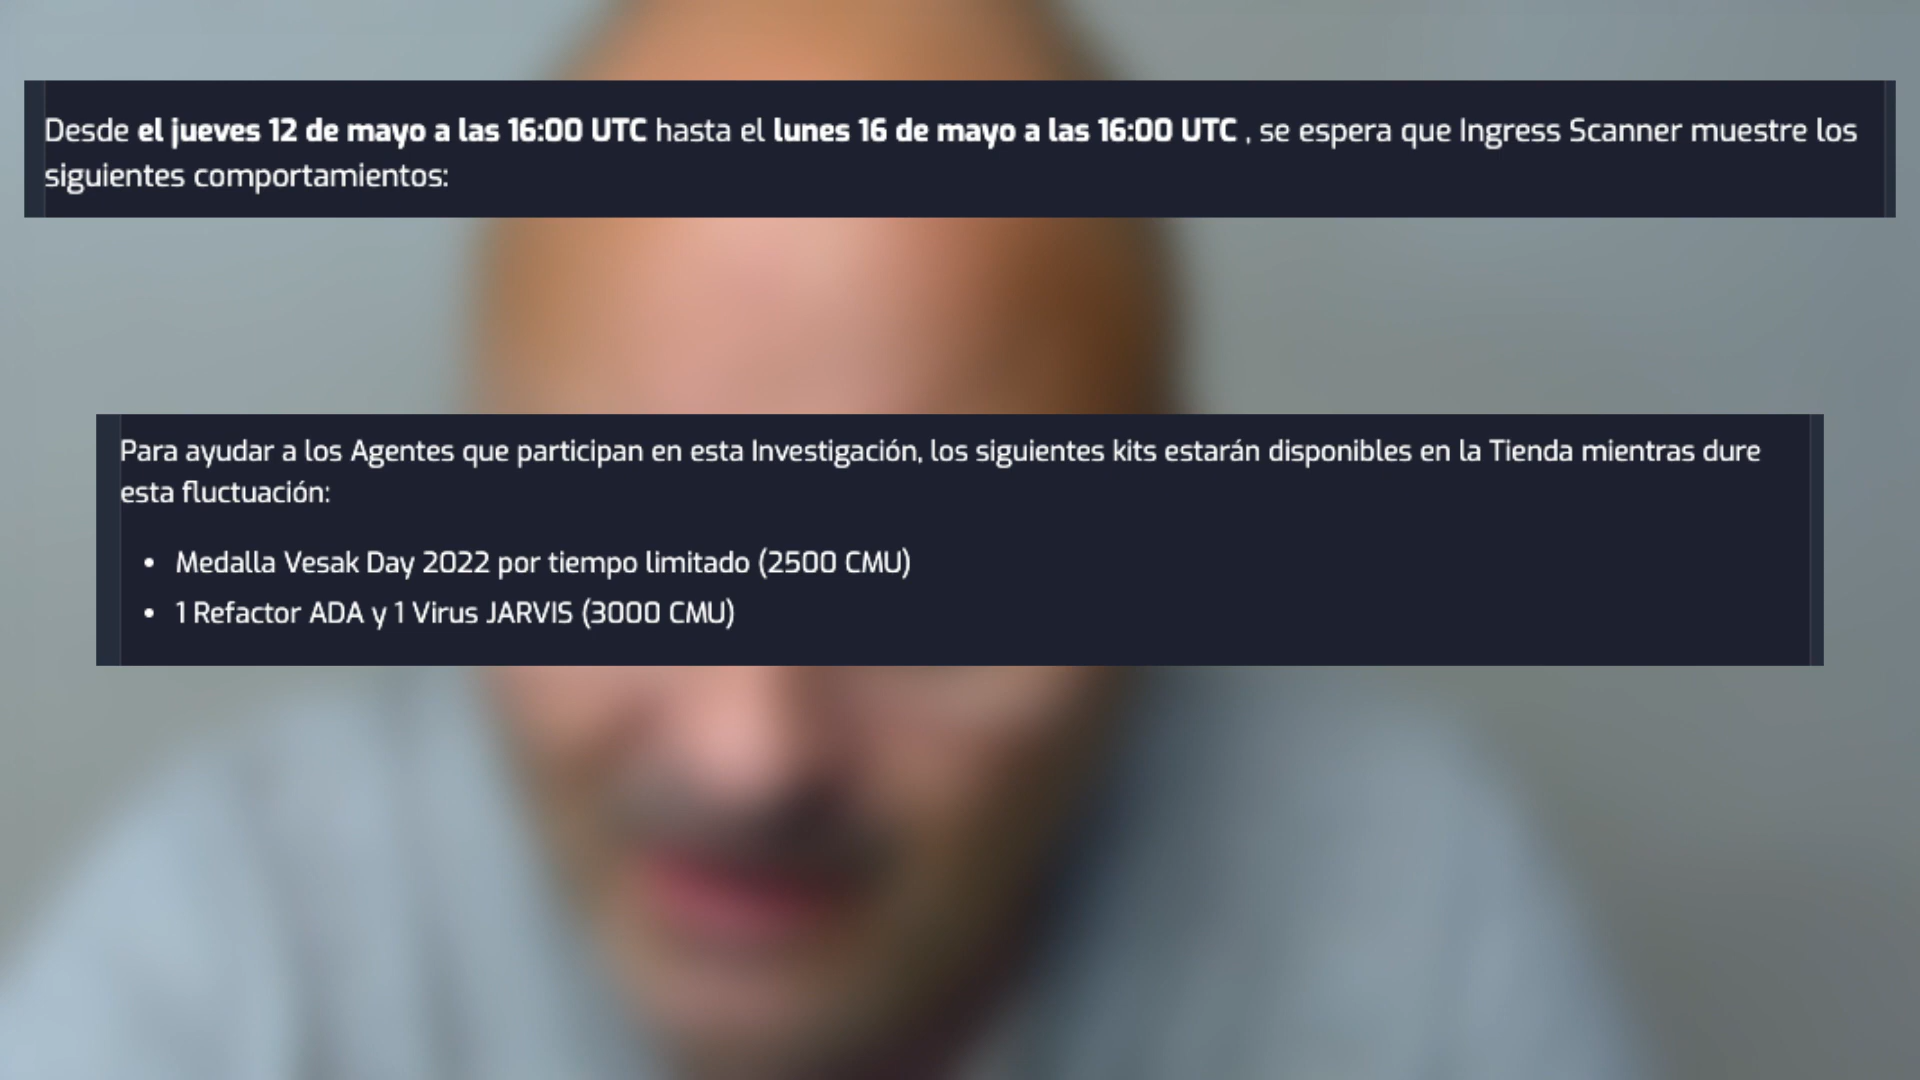 Desde el jueves 12 de mayo a las 16:00 UTC hasta el lunes 16 de mayo a las 16:00 UTC , se espera que Ingress Scanner muestre los
siguientes comportamientos:
Para ayudar a los Agentes que participan en esta Investigación, los siguientes kits estarán disponibles en la Tienda mientras dure
esta fluctuación:
• Medalla Vesak Day 2022 por tiempo limitado (2500 CMU)
• 1 Refactor ADA y 1 Virus JARVIS (3000 CMU)